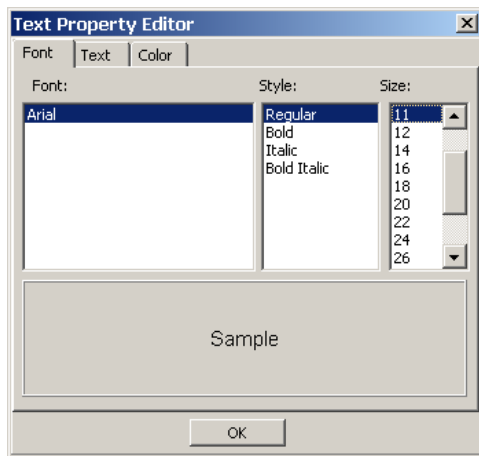 Text Property Editor
Font Text Color
Font: Style: Size:
Arial Regular 11
Bold 12
Italic 14
Bold Italic 16
18
20
22
24
26
Sample
OK